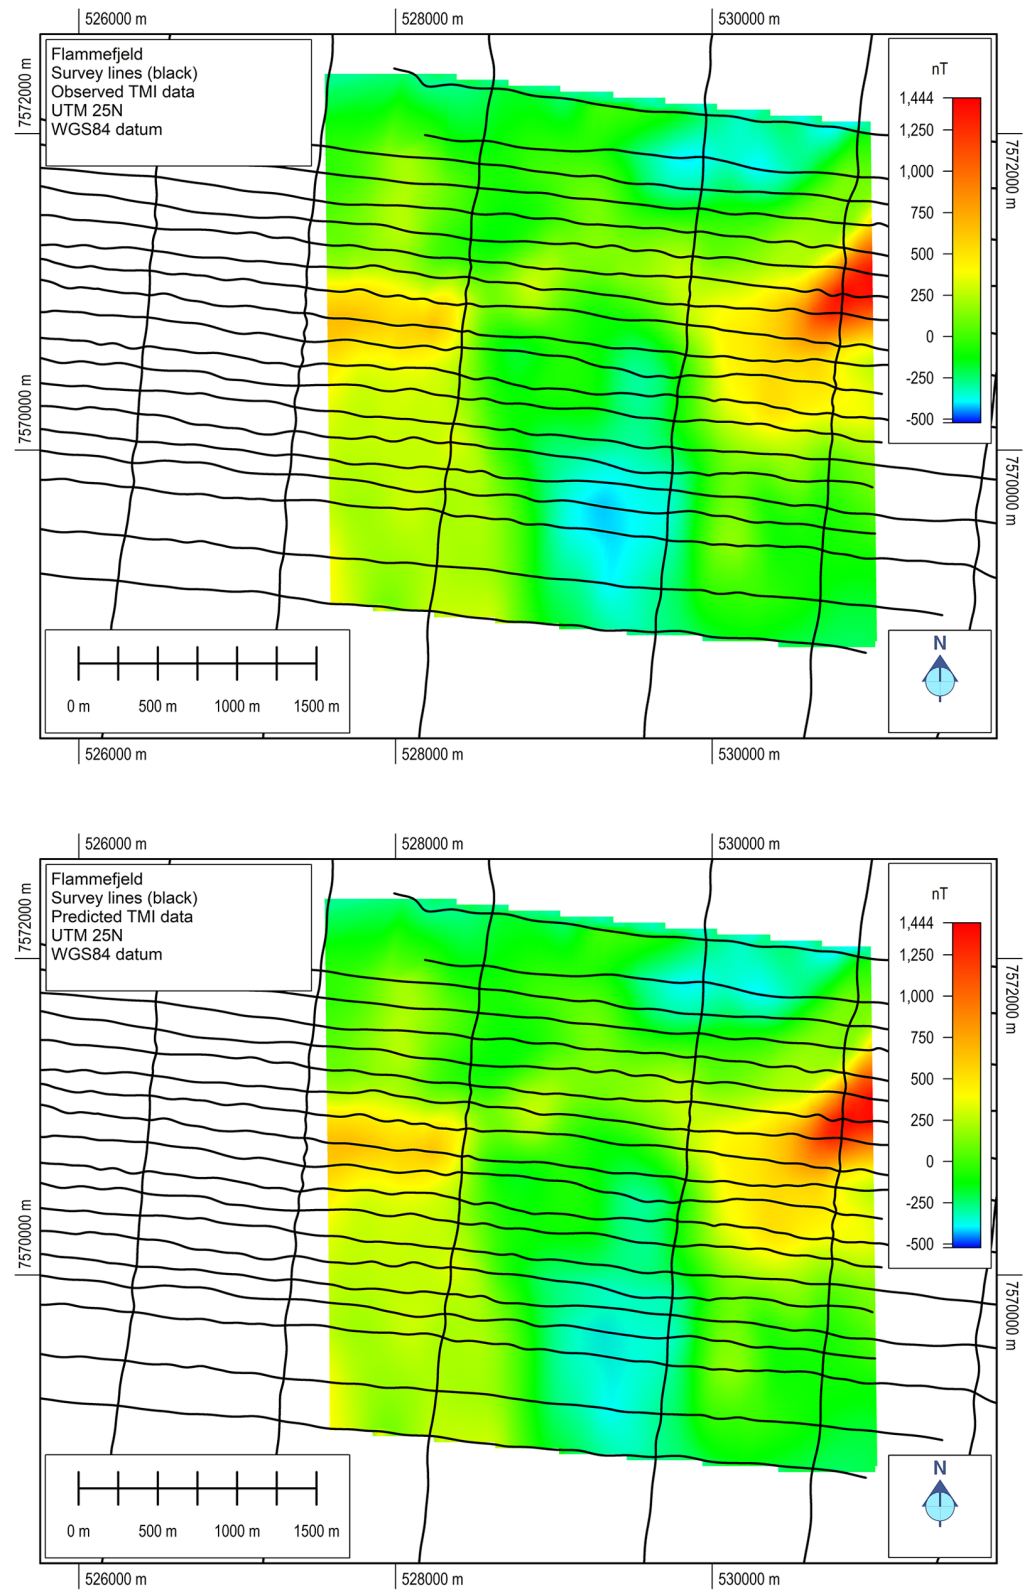 526000 m 528000 m 530000 m
Flammefjeld
Survey lines (black)
Observed TMI data
UTM 25N
WGS84 datum
7572000 m
7570000 m
nT
1,444
1,250
1,000
750
500
250
0
-250
-500
7572000 m
7570000 m
0 m 500 m 1000 m 1500 m
N
526000 m 528000 m 530000 m
526000 m 528000 m 530000 m
Flammefjeld
Survey lines (black)
Predicted TMI data
UTM 25N
WGS84 datum
7572000 m
7570000 m
nT
1,444
1,250
1,000
750
500
250
0
-250
-500
7572000 m
7570000 m
0 m 500 m 1000 m 1500 m
N
526000 m 528000 m 530000 m